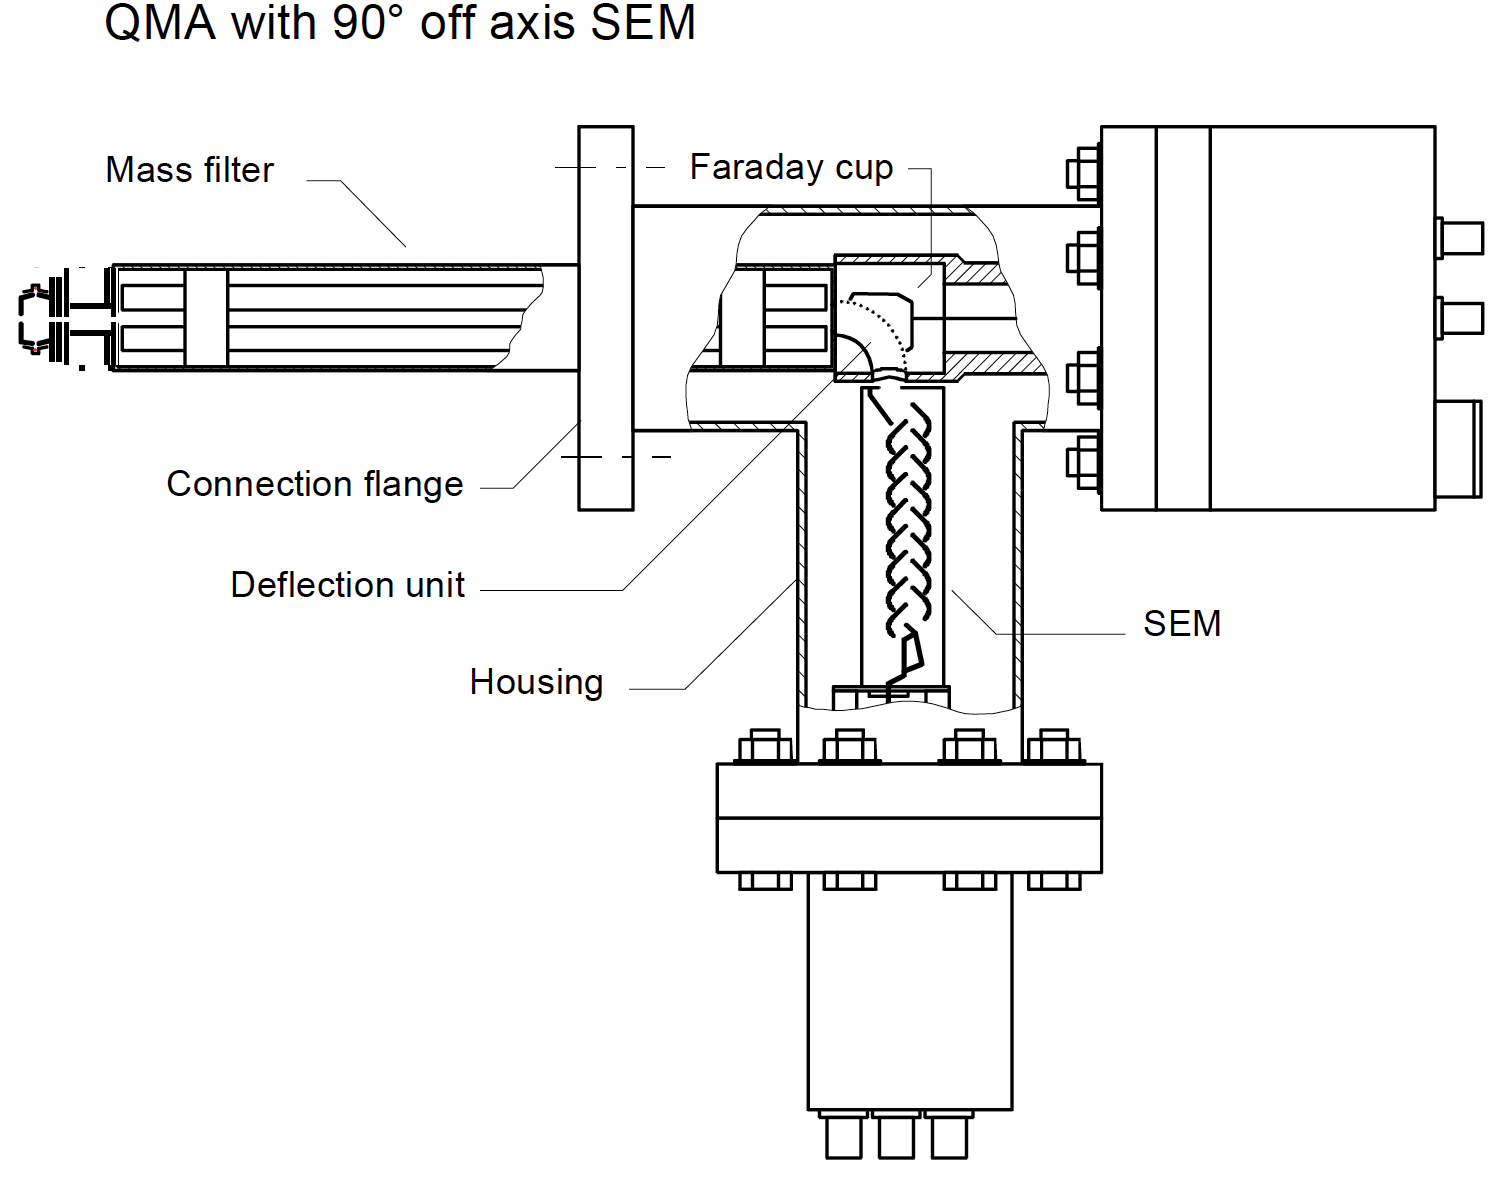 QMA with 90° off axis SEM
Mass filter
Faraday cup
Connection flange
Deflection unit
SEM
Housing